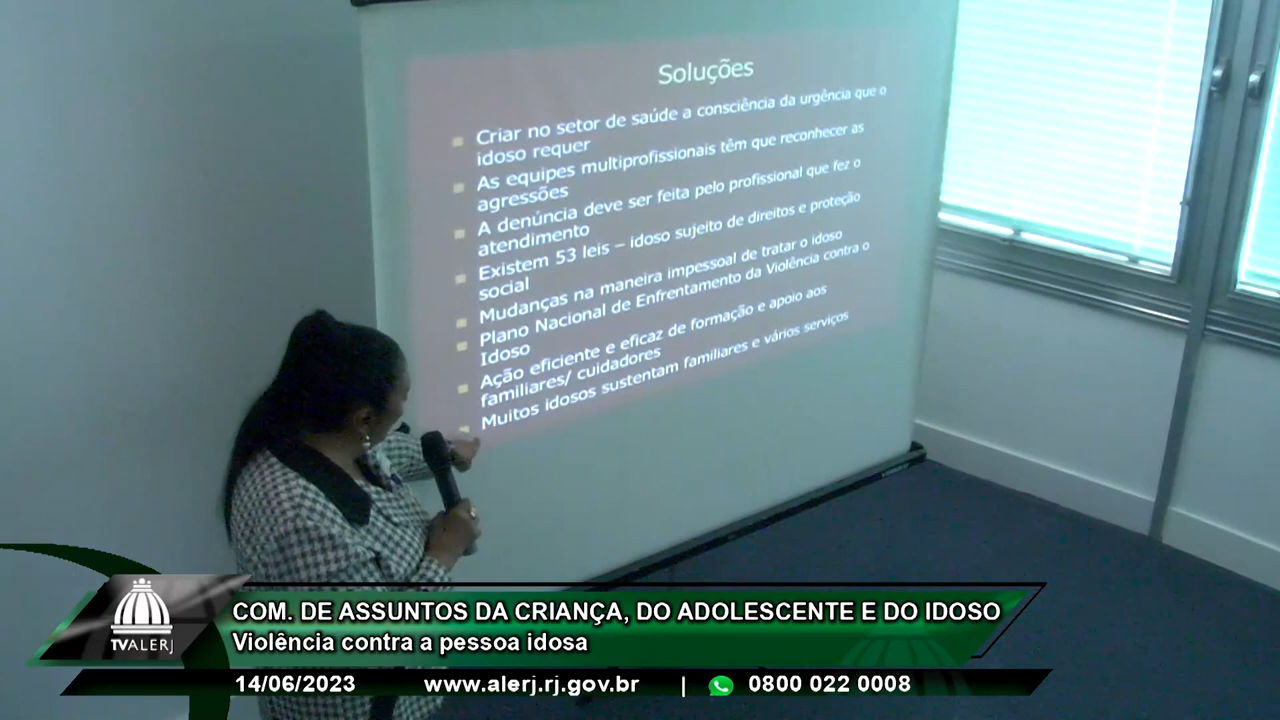 Soluções
Criar no setor de saúde a consciência da urgência que o
idoso requer
As equipes multiprofissionais têm que reconhecer as
agressões
A denúncia deve ser feita pelo profissional que fez o
atendimento
Existem 53 leis – idoso sujeito de direitos e proteção
social
Mudanças na maneira impessoal de tratar o idoso
Plano Nacional de Enfrentamento da Violência contra o
Idoso
Ação eficiente e eficaz de formação e apoio aos
familiares/ cuidadores
Muitos idosos sustentam familiares e vários serviços
COM. DE ASSUNTOS DA CRIANÇA, DO ADOLESCENTE E DO IDOSO
Violência contra a pessoa idosa
TVALERJ
14/06/2023 www.alerj.rj.gov.br | 0800 022 0008